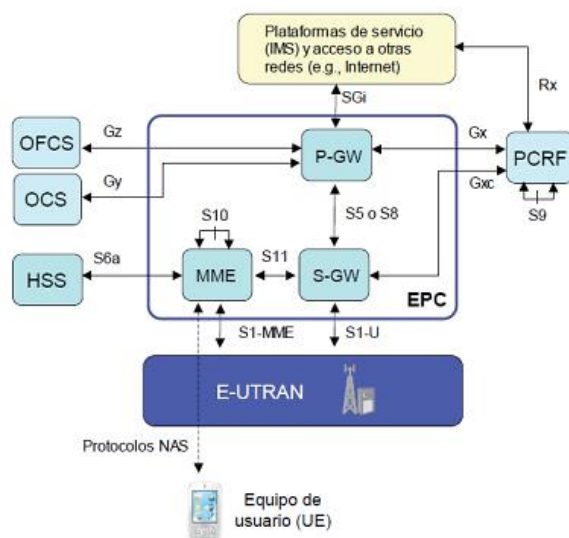 Plataformas de servicio
(IMS) y acceso a otras
redes (e.g., Internet)
SGi
Rx
OFCS
Gz
P-GW
Gx
PCRF
OCS
Gy
Gxc
S9
S10
S5 o S8
HSS
S6a
MME
S11
S-GW
EPC
S1-MME
S1-U
E-UTRAN
Protocolos NAS
Equipo de
usuario (UE)